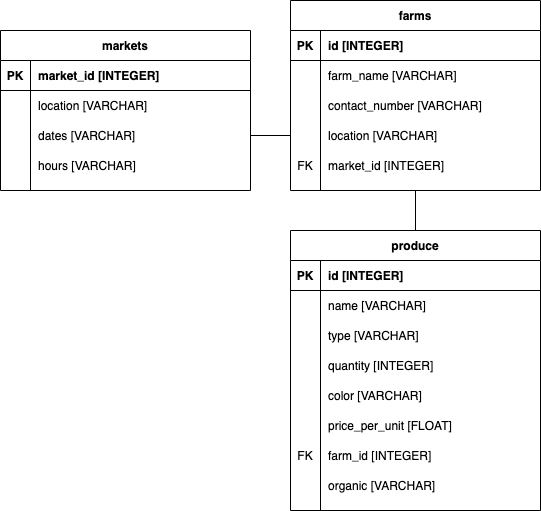 markets
PK market_id [INTEGER]
location [VARCHAR]
dates [VARCHAR]
hours [VARCHAR]
farms
PK id [INTEGER]
farm_name [VARCHAR]
contact_number [VARCHAR]
location [VARCHAR]
FK market_id [INTEGER]
produce
PK id [INTEGER]
name [VARCHAR]
type [VARCHAR]
quantity [INTEGER]
color [VARCHAR]
price_per_unit [FLOAT]
FK farm_id [INTEGER]
organic [VARCHAR]